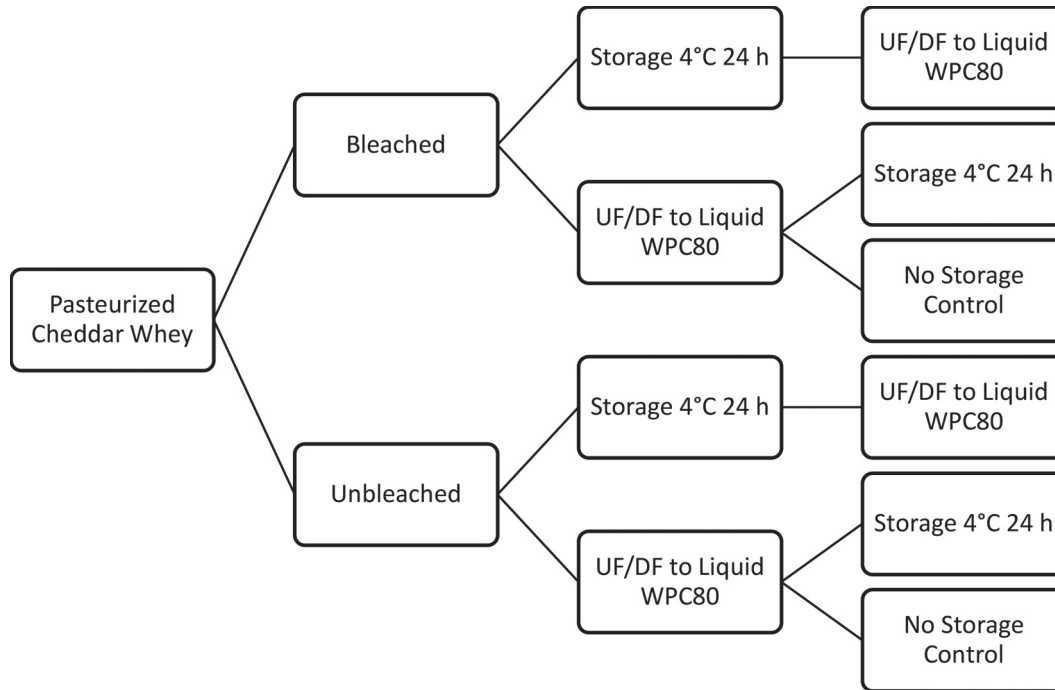 Pasteurized
Cheddar Whey
Bleached
Storage 4°C 24 h
UF/DF to Liquid
WPC80
UF/DF to Liquid
WPC80
Storage 4°C 24 h
No Storage
Control
Unbleached
Storage 4°C 24 h
UF/DF to Liquid
WPC80
UF/DF to Liquid
WPC80
Storage 4°C 24 h
No Storage
Control